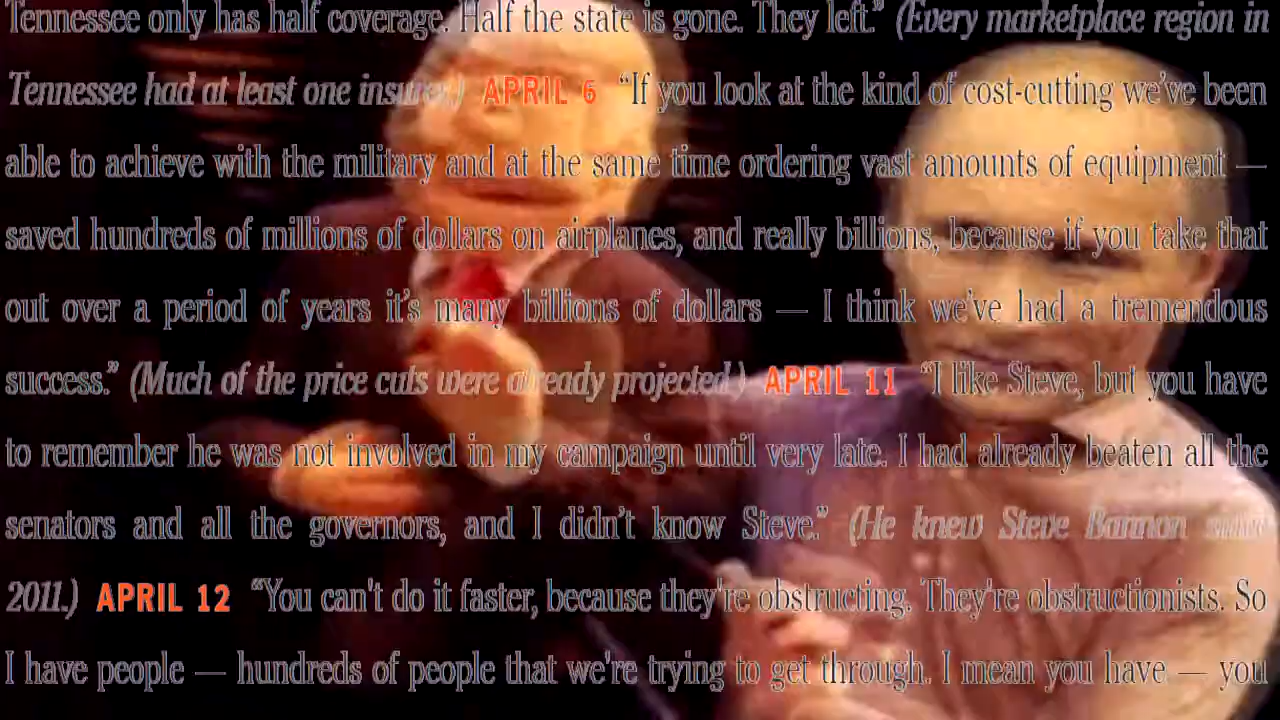 Tennessee only has half coverage. Half the state is gone. They left.” (Every marketplace region in
Tennessee had at least one insurer.) APRIL 6 “If you look at the kind of cost-cutting we’ve been
able to achieve with the military and at the same time ordering vast amounts of equipment —
saved hundreds of millions of dollars on airplanes, and really billions, because if you take that
out over a period of years it’s many billions of dollars — I think we’ve had a tremendous
success.” (Much of the price cuts were already projected.) APRIL 11 “I like Steve, but you have
to remember he was not involved in my campaign until very late. I had already beaten all the
senators and all the governors, and I didn’t know Steve.” (He knew Steve Bannon since
2011.) APRIL 12 “You can't do it faster, because they're obstructing. They're obstructionists. So
I have people — hundreds of people that we're trying to get through. I mean you have — you